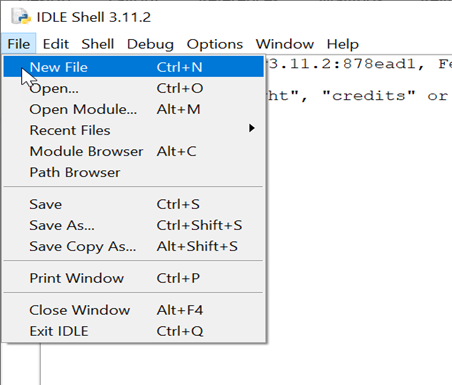 IDLE Shell 3.11.2
File Edit Shell Debug Options Window Help
New File Ctrl+N
v3.11.2:878ead1, Fe
Open... Ctrl+O
ht", "credits" or
Open Module... Alt+M
Recent Files
Module Browser Alt+C
Path Browser
Save Ctrl+S
Save As... Ctrl+Shift+S
Save Copy As... Alt+Shift+S
Print Window Ctrl+P
Close Window Alt+F4
Exit IDLE Ctrl+Q